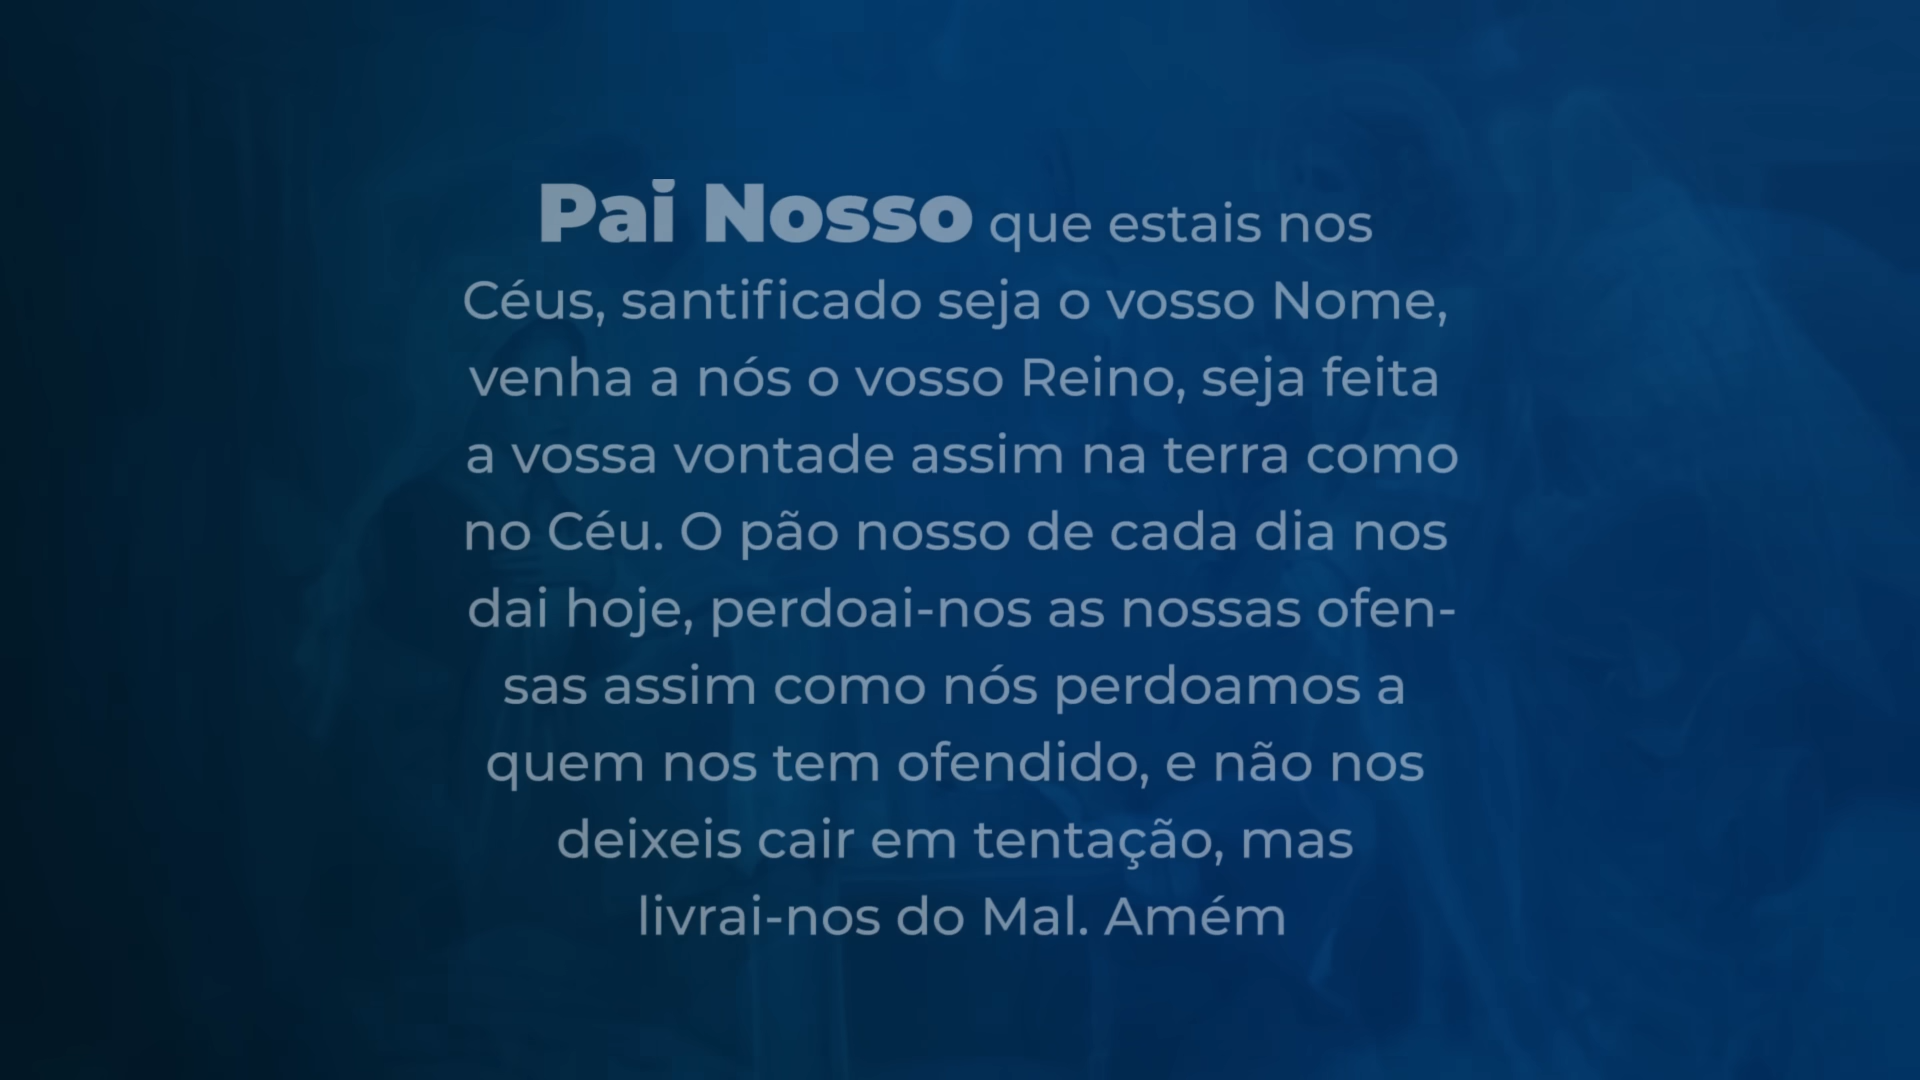 Pai Nosso que estais nos
Céus, santificado seja o vosso Nome,
venha a nós o vosso Reino, seja feita
a vossa vontade assim na terra como
no Céu. O pão nosso de cada dia nos
dai hoje, perdoai-nos as nossas ofen-
sas assim como nós perdoamos a
quem nos tem ofendido, e não nos
deixeis cair em tentação, mas
livrai-nos do Mal. Amém